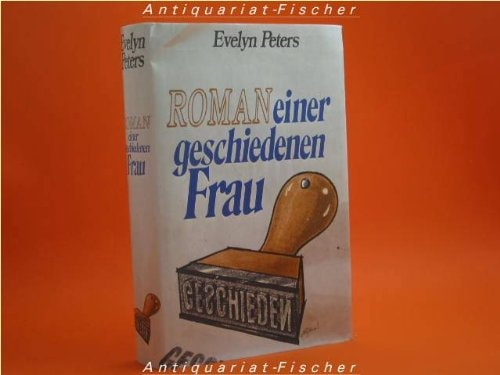 Antiquariat-Fischer
Evelyn Peters
ROMAN einer
geschiedenen
Frau
GESCHIEDEN
Evelyn
Peters
ROMAN
einer
geschiedenen
Frau
Antiquariat-Fischer